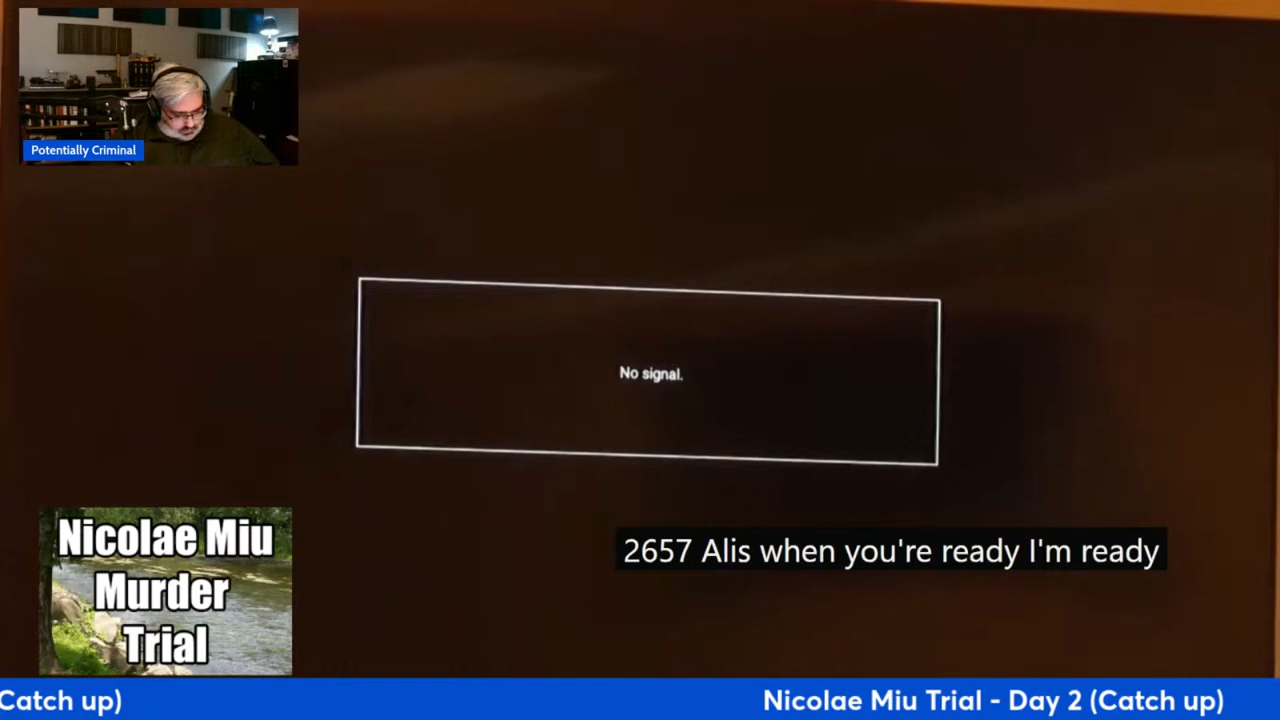 Potentially Criminal
No signal.
2657 Alis when you're ready I'm ready
Nicolae Miu
Murder
Trial
Catch up)
Nicolae Miu Trial - Day 2 (Catch up)